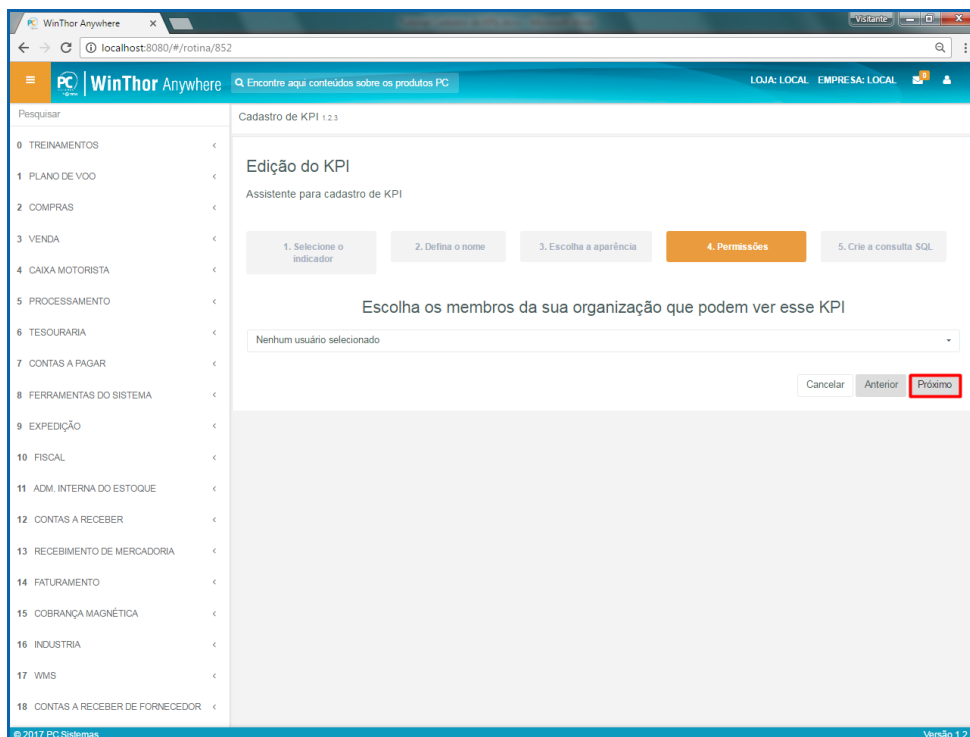 WinThor Anywhere
Visitante
localhost:8080/#/rotina/852
PC WinThor Anywhere
Encontre aqui conteúdos sobre os produtos PC
LOJA: LOCAL EMPRESA: LOCAL
Pesquisar
Cadastro de KPI 1.2.3
0 TREINAMENTOS
1 PLANO DE VOO
2 COMPRAS
3 VENDA
4 CAIXA MOTORISTA
5 PROCESSAMENTO
6 TESOURARIA
7 CONTAS A PAGAR
8 FERRAMENTAS DO SISTEMA
9 EXPEDIÇÃO
10 FISCAL
11 ADM. INTERNA DO ESTOQUE
12 CONTAS A RECEBER
13 RECEBIMENTO DE MERCADORIA
14 FATURAMENTO
15 COBRANÇA MAGNÉTICA
16 INDUSTRIA
17 WMS
18 CONTAS A RECEBER DE FORNECEDOR
Edição do KPI
Assistente para cadastro de KPI
1. Selecione o
indicador
2. Defina o nome
3. Escolha a aparência
4. Permissões
5. Crie a consulta SQL
Escolha os membros da sua organização que podem ver esse KPI
Nenhum usuário selecionado
Cancelar
Anterior
Próximo
© 2017 PC Sistemas
Versão 1.2